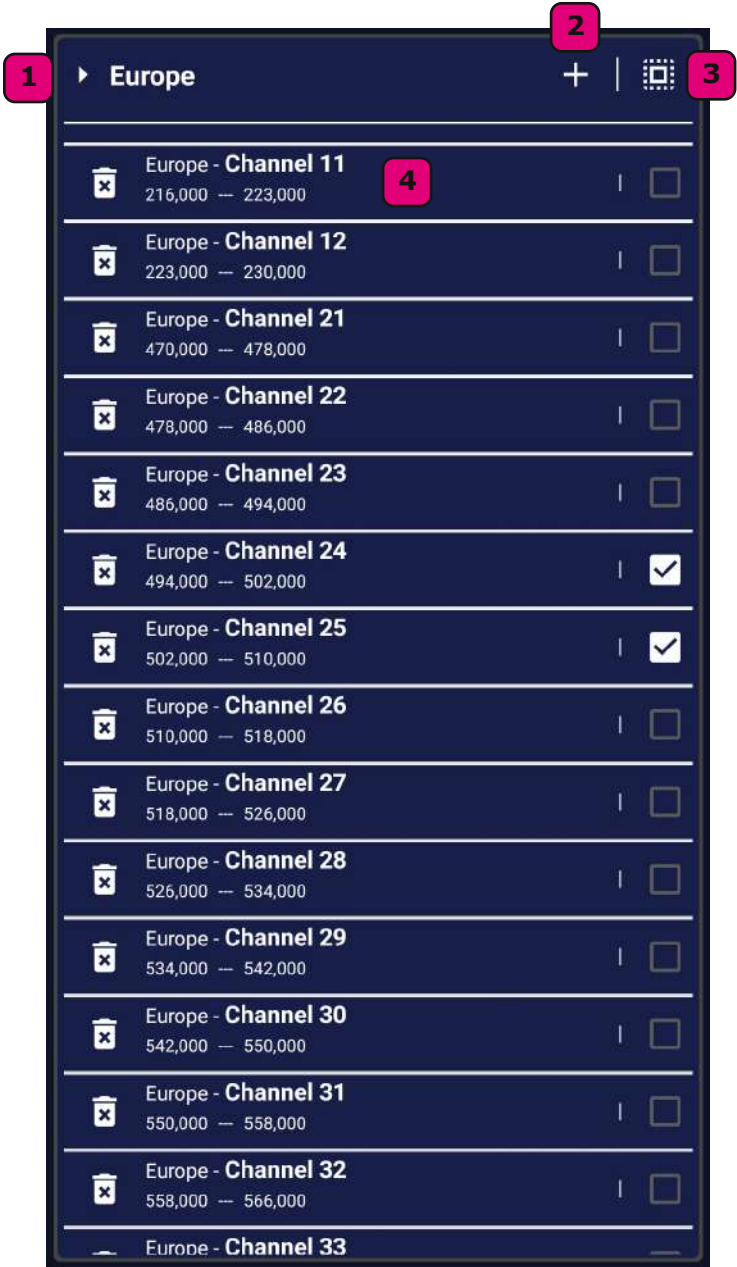 2
1
Europe
3
Europe - Channel 11
216,000 — 223,000
4
Europe - Channel 12
223,000 — 230,000
Europe - Channel 21
470,000 — 478,000
Europe - Channel 22
478,000 — 486,000
Europe - Channel 23
486,000 — 494,000
Europe - Channel 24
494,000 — 502,000
Europe - Channel 25
502,000 — 510,000
Europe - Channel 26
510,000 — 518,000
Europe - Channel 27
518,000 — 526,000
Europe - Channel 28
526,000 — 534,000
Europe - Channel 29
534,000 — 542,000
Europe - Channel 30
542,000 — 550,000
Europe - Channel 31
550,000 — 558,000
Europe - Channel 32
558,000 — 566,000
Europe - Channel 33